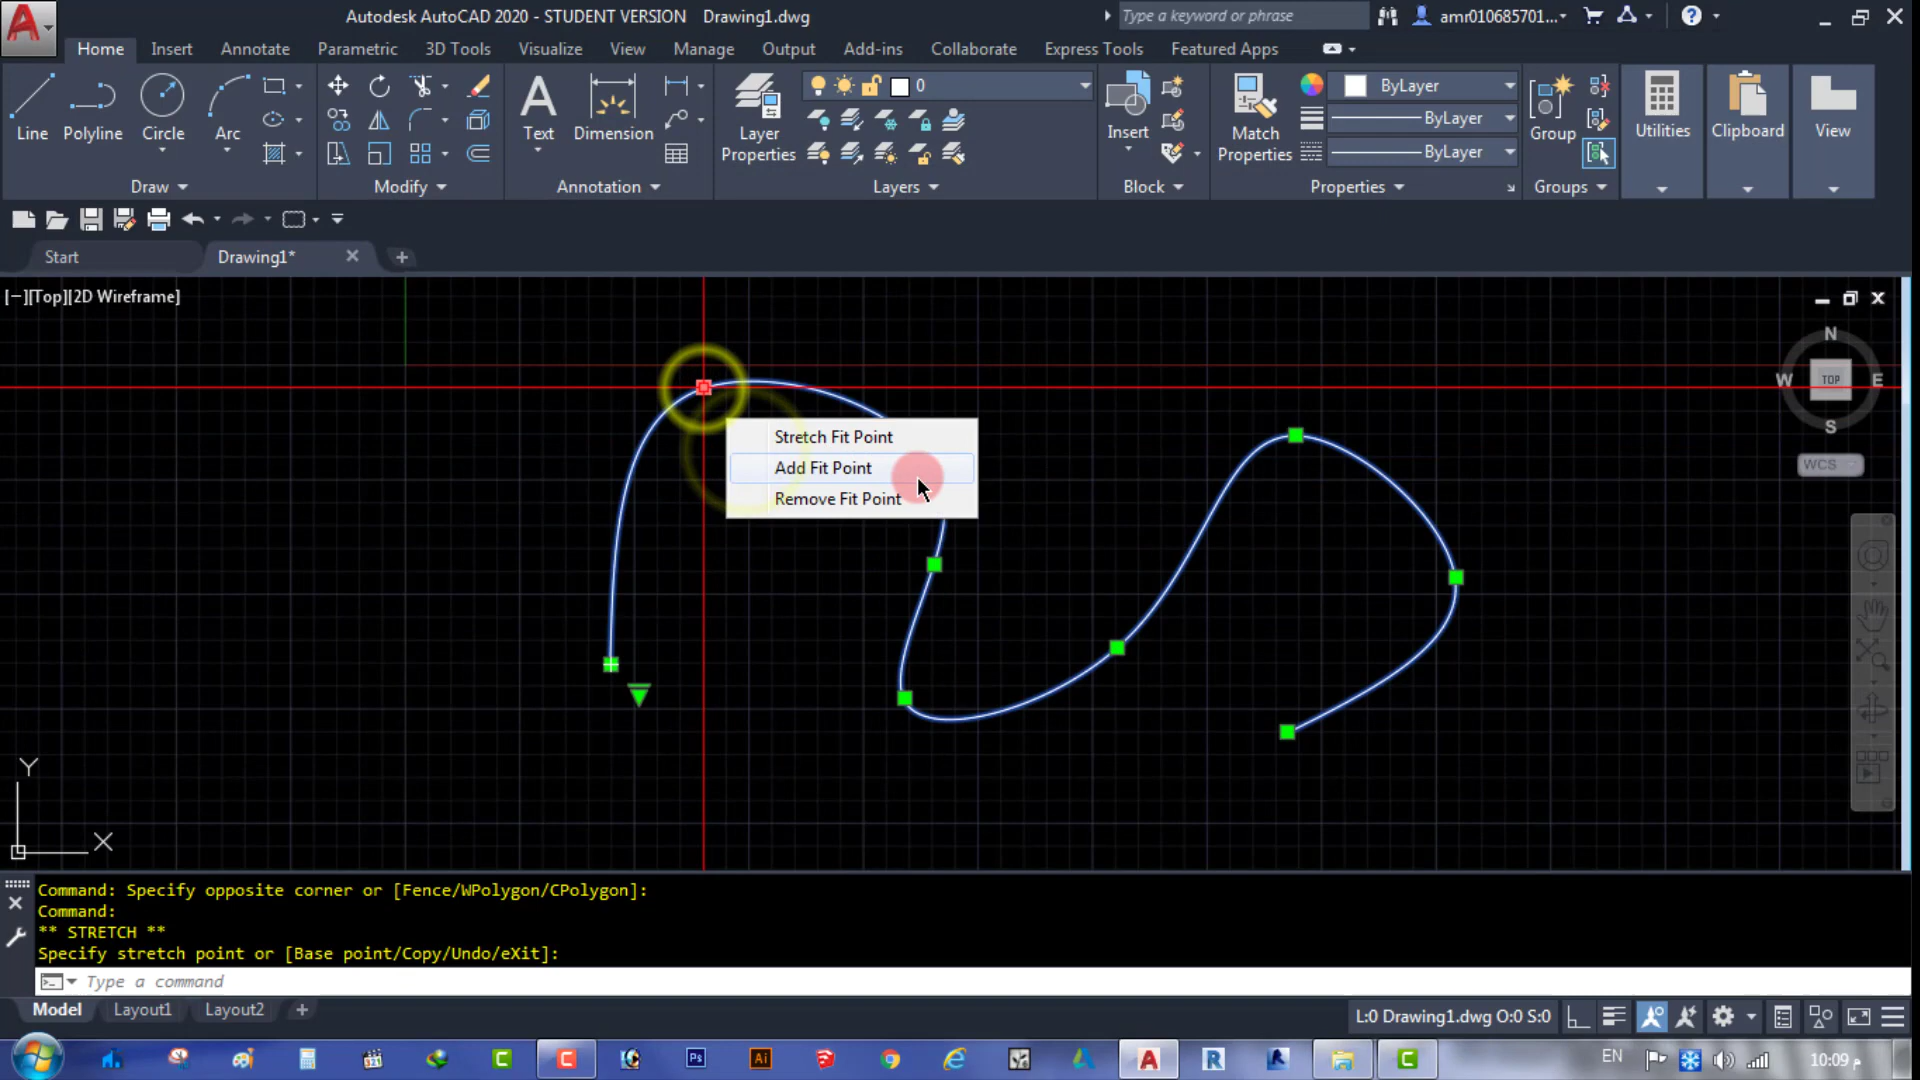 Autodesk AutoCAD 2020 - STUDENT VERSION Drawing1.dwg
Type a keyword or phrase
amr010685701...
Home Insert Annotate Parametric 3D Tools Visualize View Manage Output Add-ins Collaborate Express Tools Featured Apps
Line Polyline Circle Arc
Draw
Modify
Text Dimension
Annotation
Layer Properties
0
Layers
Insert
Block
Match Properties
ByLayer
ByLayer
ByLayer
Properties
Group
Groups
Utilities
Clipboard
View
Start Drawing1*
[−][Top][2D Wireframe]
N
W TOP E
S
WCS
Stretch Fit Point
Add Fit Point
Remove Fit Point
Y
X
Command: Specify opposite corner or [Fence/WPolygon/CPolygon]:
Command:
** STRETCH **
Specify stretch point or [Base point/Copy/Undo/eXit]:
Type a command
Model Layout1 Layout2 +
L:0 Drawing1.dwg O:0 S:0
Ps Ai
EN
10:09 م